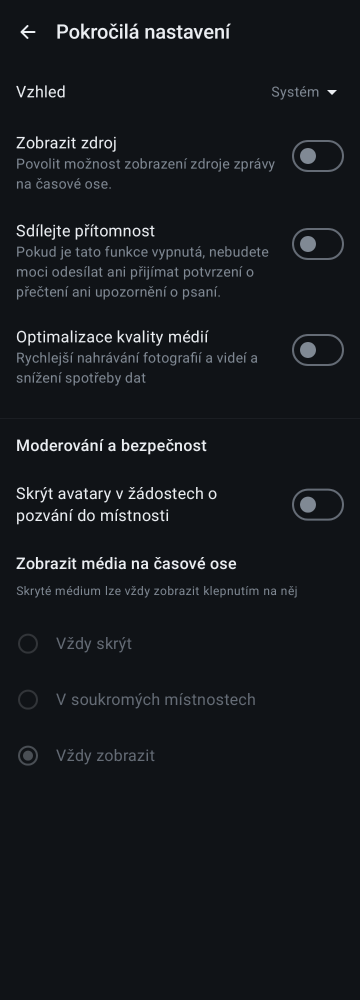 Pokročilá nastavení
Vzhled
Systém
Zobrazit zdroj
Povolit možnost zobrazení zdroje zprávy
na časové ose.
Sdílejte přítomnost
Pokud je tato funkce vypnutá, nebudete
moci odesílat ani přijímat potvrzení o
přečtení ani upozornění o psaní.
Optimalizace kvality médií
Rychlejší nahrávání fotografií a videí a
snížení spotřeby dat
Moderování a bezpečnost
Skrýt avatary v žádostech o
pozvání do místnosti
Zobrazit média na časové ose
Skryté médium lze vždy zobrazit klepnutím na něj
Vždy skrýt
V soukromých místnostech
Vždy zobrazit